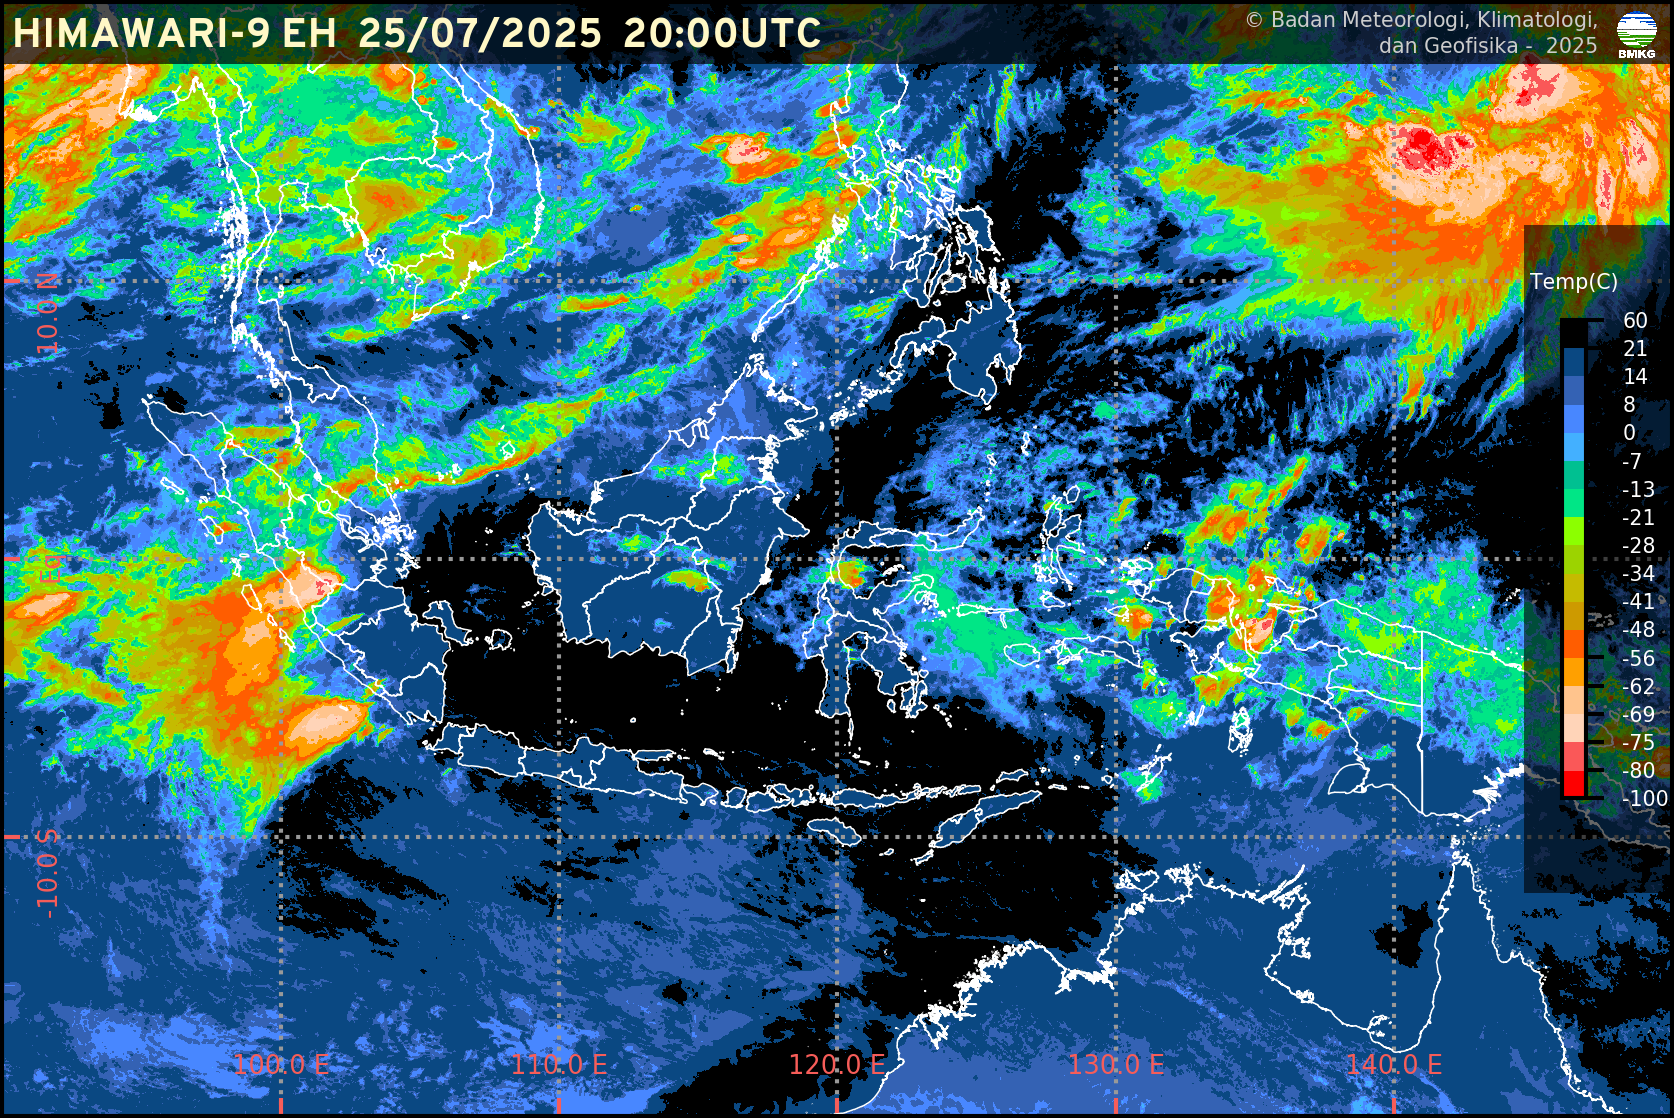 HIMAWARI-9 EH 25/07/2025 20:00UTC
© Badan Meteorologi, Klimatologi,
dan Geofisika - 2025
BMKG
Temp(C)
60
21
14
8
0
-7
-13
-21
-28
-34
-41
-48
-56
-62
-69
-75
-80
-100
10.0 N
Eq
-10.0 S
100.0 E
110.0 E
120.0 E
130.0 E
140.0 E